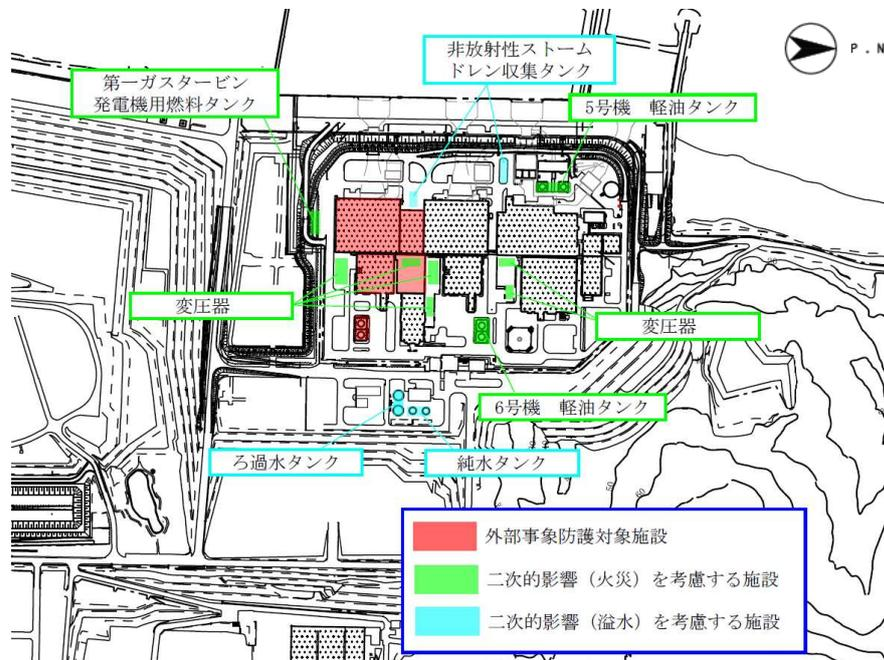 非放射性ストーム
ドレン収集タンク
P.N
第一ガスタービン
発電機用燃料タンク
5号機 軽油タンク
変圧器
変圧器
6号機 軽油タンク
ろ過水タンク
純水タンク
外部事象防護対象施設
二次的影響（火災）を考慮する施設
二次的影響（溢水）を考慮する施設